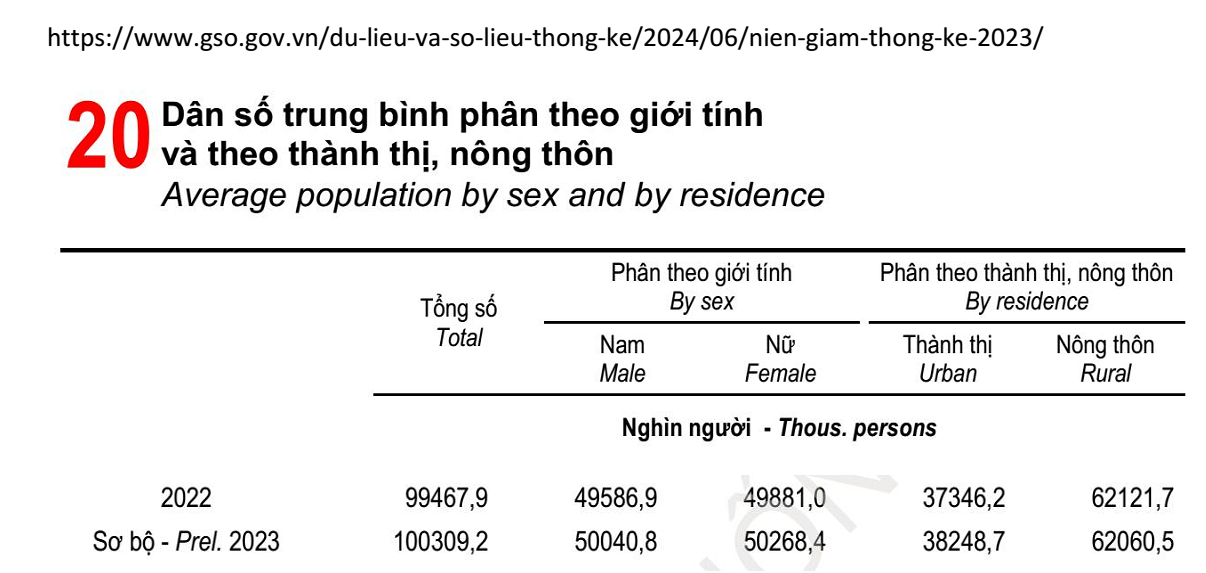 https://www.gso.gov.vn/du-lieu-va-so-lieu-thong-ke/2024/06/nien-giam-thong-ke-2023/
20 Dân số trung bình phân theo giới tính
và theo thành thị, nông thôn
Average population by sex and by residence
Tổng số
Total
Phân theo giới tính
By sex
Phân theo thành thị, nông thôn
By residence
Nam
Male
Nữ
Female
Thành thị
Urban
Nông thôn
Rural
Nghìn người - Thous. persons
2022 99467,9 49586,9 49881,0 37346,2 62121,7
Sơ bộ - Prel. 2023 100309,2 50040,8 50268,4 38248,7 62060,5